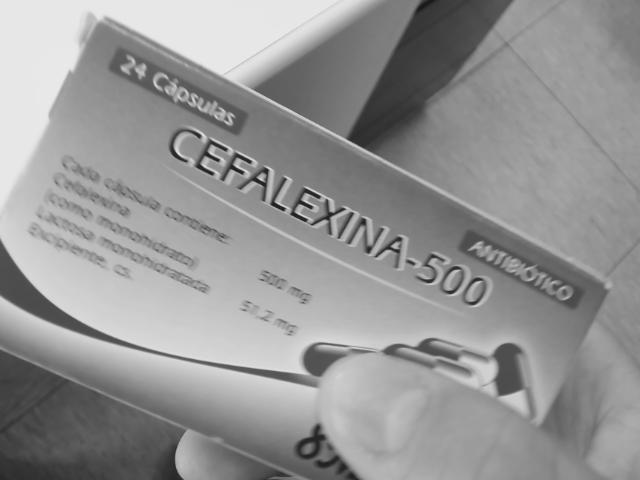 24 Cápsulas
CEFALEXINA-500
ANTIBIÓTICO
Cada cápsula contiene:
Cefalexina
(como monohidrato) 500 mg
Lactosa monohidratada 51,2 mg
Excipiente, cs.